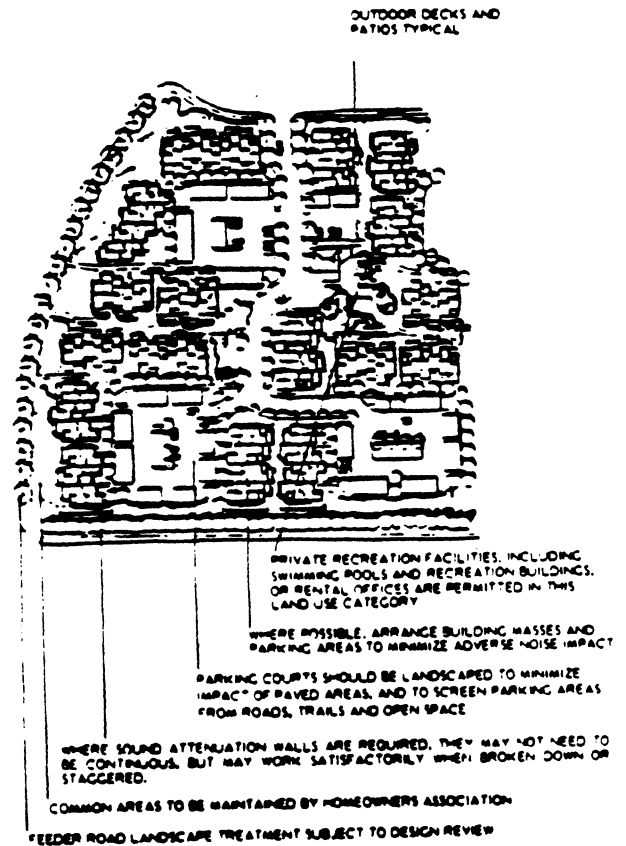 OUTDOOR DECKS AND
PATIOS TYPICAL
PRIVATE RECREATION FACILITIES, INCLUDING
SWIMMING POOLS AND RECREATION BUILDINGS,
OR RENTAL OFFICES ARE PERMITTED IN THIS
LAND USE CATEGORY
WHERE POSSIBLE, ARRANGE BUILDING MASSES AND
PARKING AREAS TO MINIMIZE ADVERSE NOISE IMPACT
PARKING COURTS SHOULD BE LANDSCAPED TO MINIMIZE
IMPACT OF PAVED AREAS, AND TO SCREEN PARKING AREAS
FROM ROADS, TRAILS AND OPEN SPACE
WHERE SOUND ATTENUATION WALLS ARE REQUIRED, THEY MAY NOT NEED TO
BE CONTINUOUS, BUT MAY WORK SATISFACTORILY WHEN BROKEN DOWN OR
STAGGERED.
COMMON AREAS TO BE MAINTAINED BY HOMEOWNERS ASSOCIATION
FEEDER ROAD LANDSCAPE TREATMENT SUBJECT TO DESIGN REVIEW